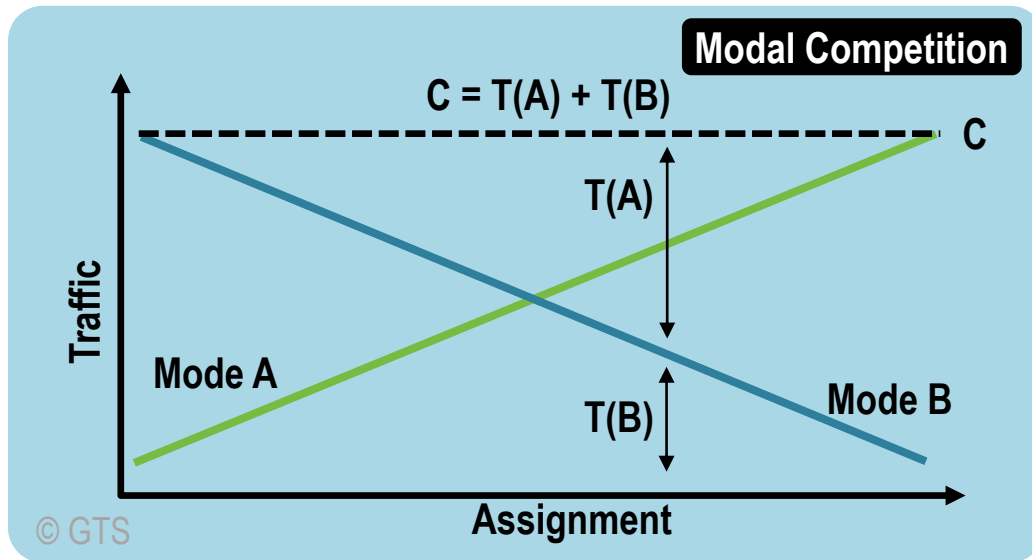 Modal Competition
C = T(A) + T(B)
C
T(A)
Traffic
Mode A
Mode B
T(B)
Assignment
© GTS